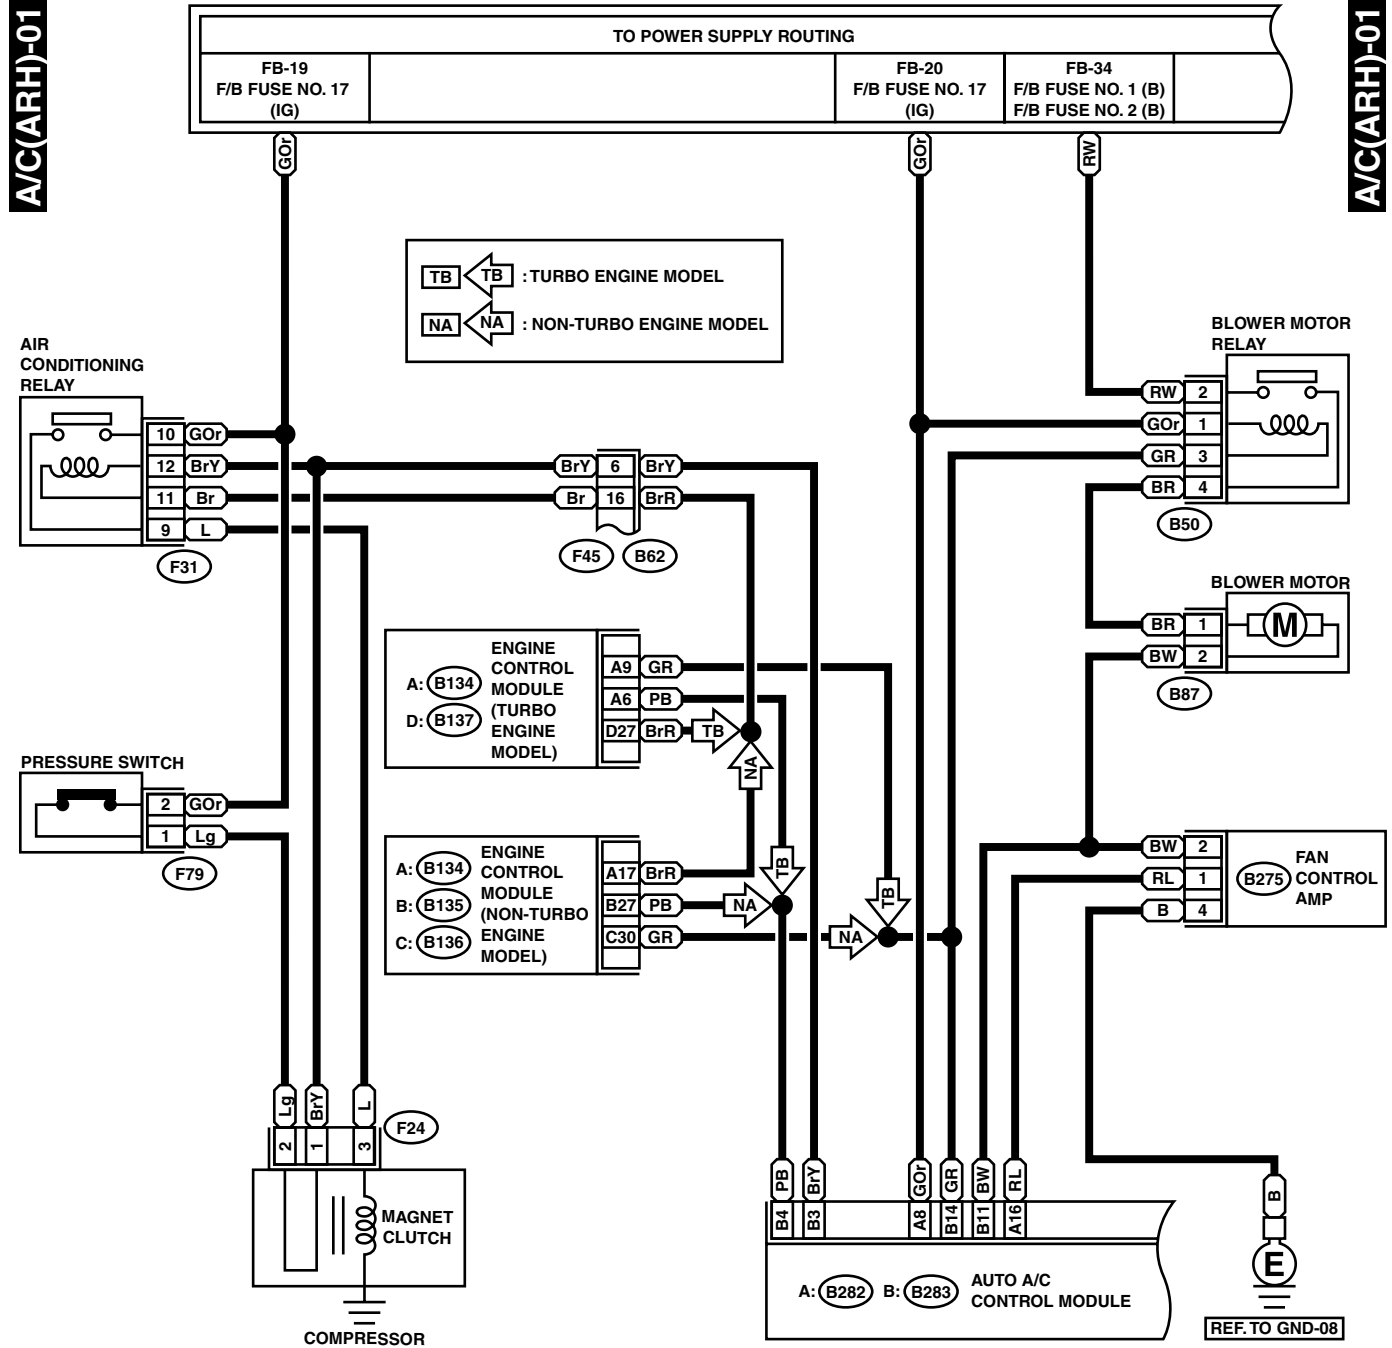 A/C(ARH)-01
A/C(ARH)-01
TO POWER SUPPLY ROUTING
FB-19
F/B FUSE NO. 17
(IG)
FB-20
F/B FUSE NO. 17
(IG)
FB-34
F/B FUSE NO. 1 (B)
F/B FUSE NO. 2 (B)
GOr
GOr
RW
TB TB : TURBO ENGINE MODEL
NA NA : NON-TURBO ENGINE MODEL
AIR
CONDITIONING
RELAY
10 GOr
12 BrY
11 Br
9 L
F31
BrY 6 BrY
Br 16 BrR
F45 B62
BLOWER MOTOR
RELAY
RW 2
GOr 1
GR 3
BR 4
B50
BLOWER MOTOR
M
BR 1
BW 2
B87
A: B134
D: B137
ENGINE
CONTROL
MODULE
(TURBO
ENGINE
MODEL)
A9 GR
A6 PB
D27 BrR TB
NA
PRESSURE SWITCH
2 GOr
1 Lg
F79
A: B134
B: B135
C: B136
ENGINE
CONTROL
MODULE
(NON-TURBO
ENGINE
MODEL)
A17 BrR
B27 PB NA
C30 GR NA
TB
TB
BW 2
RL 1
B 4
B275
FAN
CONTROL
AMP
Lg BrY L
2 1 3
F24
MAGNET
CLUTCH
COMPRESSOR
PB BrY GOr GR BW RL
B4 B3 A8 B14 B11 A16
A: B282 B: B283
AUTO A/C
CONTROL MODULE
B
E
REF. TO GND-08